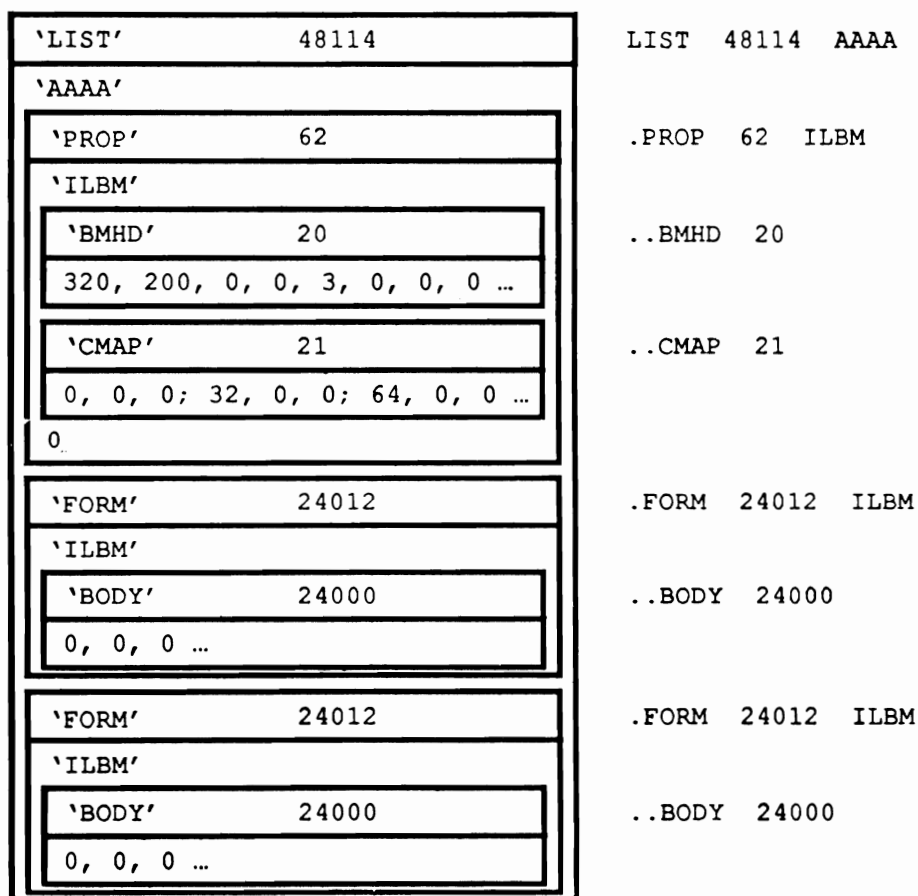 ‵LIST′ 48114 LIST 48114 AAAA
‵AAAA′
‵PROP′ 62 .PROP 62 ILBM
‵ILBM′
‵BMHD′ 20 ..BMHD 20
320, 200, 0, 0, 3, 0, 0, 0 …
‵CMAP′ 21 ..CMAP 21
0, 0, 0; 32, 0, 0; 64, 0, 0 …
0
‵FORM′ 24012 .FORM 24012 ILBM
‵ILBM′
‵BODY′ 24000 ..BODY 24000
0, 0, 0 …
‵FORM′ 24012 .FORM 24012 ILBM
‵ILBM′
‵BODY′ 24000 ..BODY 24000
0, 0, 0 …